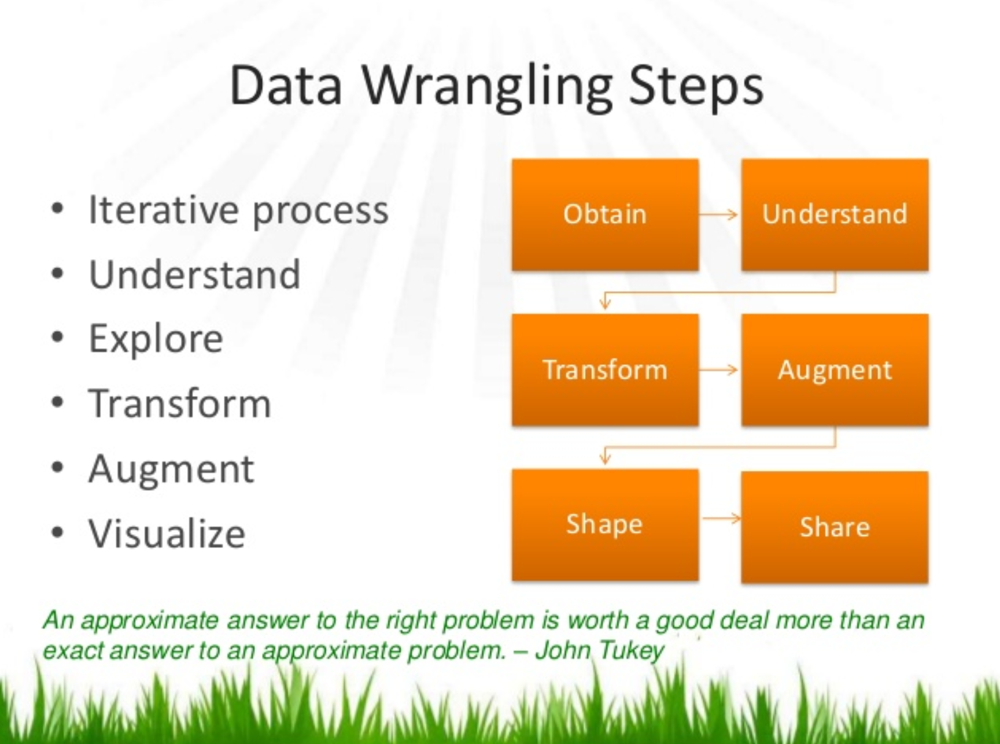 Data Wrangling Steps
• Iterative process
• Understand
• Explore
• Transform
• Augment
• Visualize
Obtain
Understand
Transform
Augment
Shape
Share
An approximate answer to the right problem is worth a good deal more than an
exact answer to an approximate problem. – John Tukey